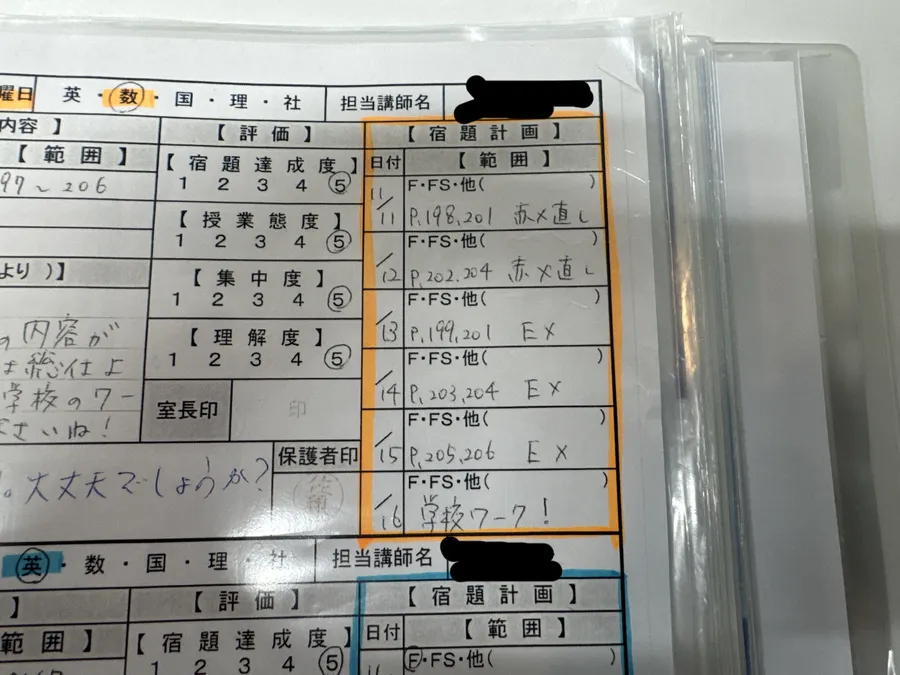 曜日 英・数・国・理・社 担当講師名
内容】 【評価】 【宿題計画】
【範囲】 【宿題達成度】 日付 【範囲】
97～206 1 2 3 4 5
11/11 F・FS・他( )
P,198,201 赤×直し
【授業態度】
1 2 3 4 5
/12 F・FS・他( )
P,202,204 赤×直し
より)】 【集中度】
1 2 3 4 5
/13 F・FS・他( )
P,199,201 EX
の内容が 【理解度】
は総仕よ 1 2 3 4 5
/14 F・FS・他( )
P,203,204 EX
学校のワー 室長印 印
さいね!
/15 F・FS・他( )
P,205,206 EX
。大丈夫でしょうか? 保護者印
/16 F・FS・他( )
学校ワーク!
英・数・国・理・社 担当講師名
】 【評価】 【宿題計画】
範囲】 【宿題達成度】 日付 【範囲】
1 2 3 4 5 F・FS・他( )